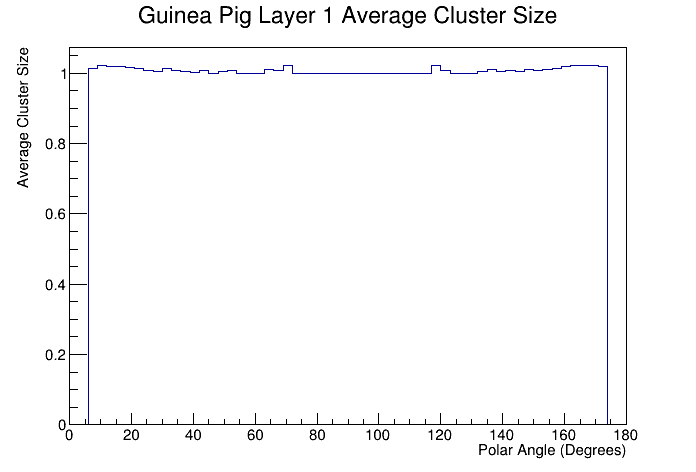 Guinea Pig Layer 1 Average Cluster Size
Average Cluster Size
1
0.8
0.6
0.4
0.2
0
0 20 40 60 80 100 120 140 160 180
Polar Angle (Degrees)